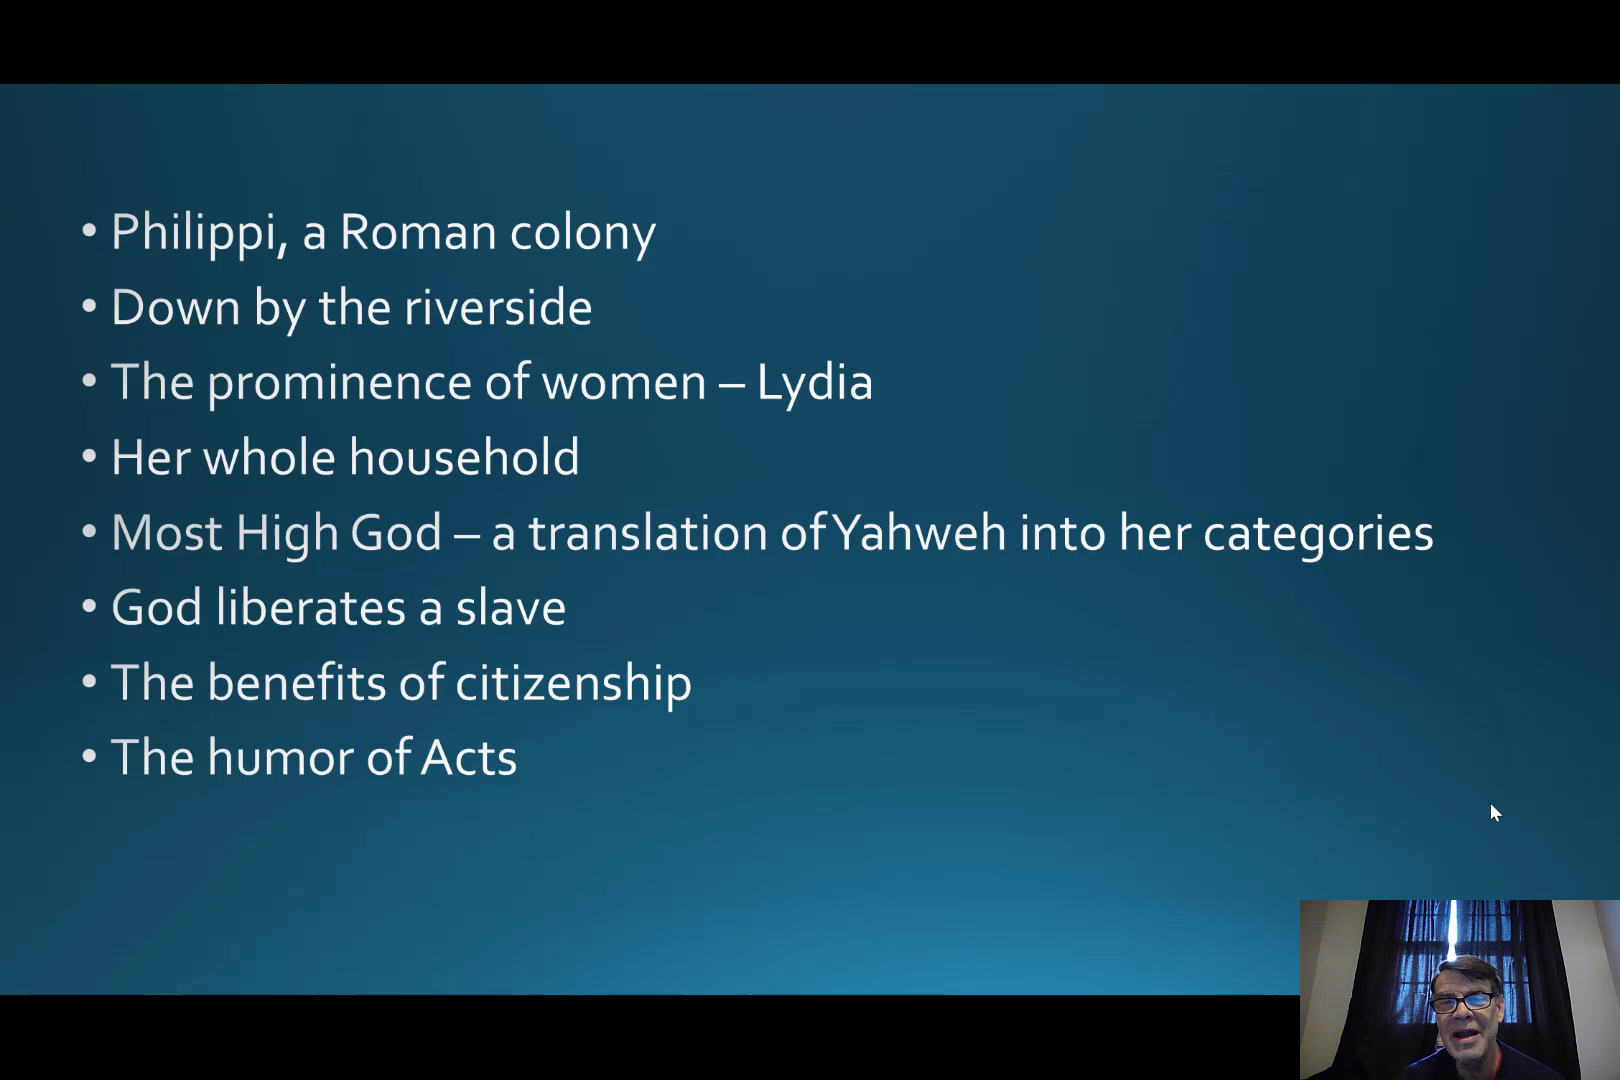 • Philippi, a Roman colony
• Down by the riverside
• The prominence of women – Lydia
• Her whole household
• Most High God – a translation of Yahweh into her categories
• God liberates a slave
• The benefits of citizenship
• The humor of Acts